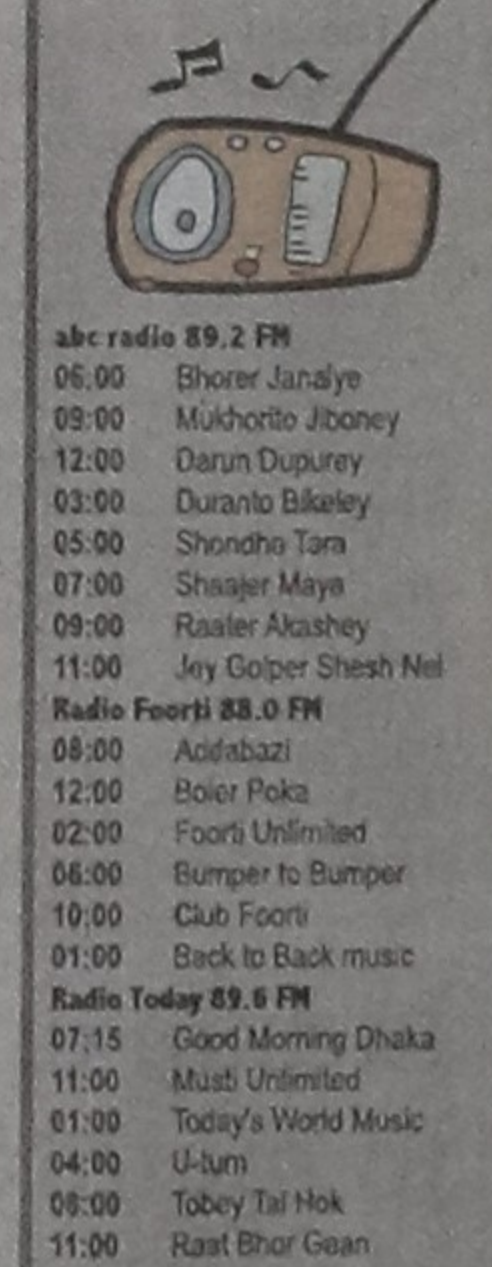 abc radio 89.2 FM
06:00 Bhorer Janalye
09:00 Mukhorito Jiboney
12:00 Darun Dupurey
03:00 Duranto Bikeley
05:00 Shondha Tara
07:00 Shaajer Maya
09:00 Raater Akashey
11:00 Jey Golper Shesh Nei
Radio Foorti 88.0 FM
08:00 Addabazi
12:00 Boier Poka
02:00 Foorti Unlimited
06:00 Bumper to Bumper
10:00 Club Foorti
01:00 Back to Back music
Radio Today 89.6 FM
07:15 Good Morning Dhaka
11:00 Musti Unlimited
01:00 Today's World Music
04:00 U-turn
08:00 Tobey Tai Hok
11:00 Raat Bhor Gaan